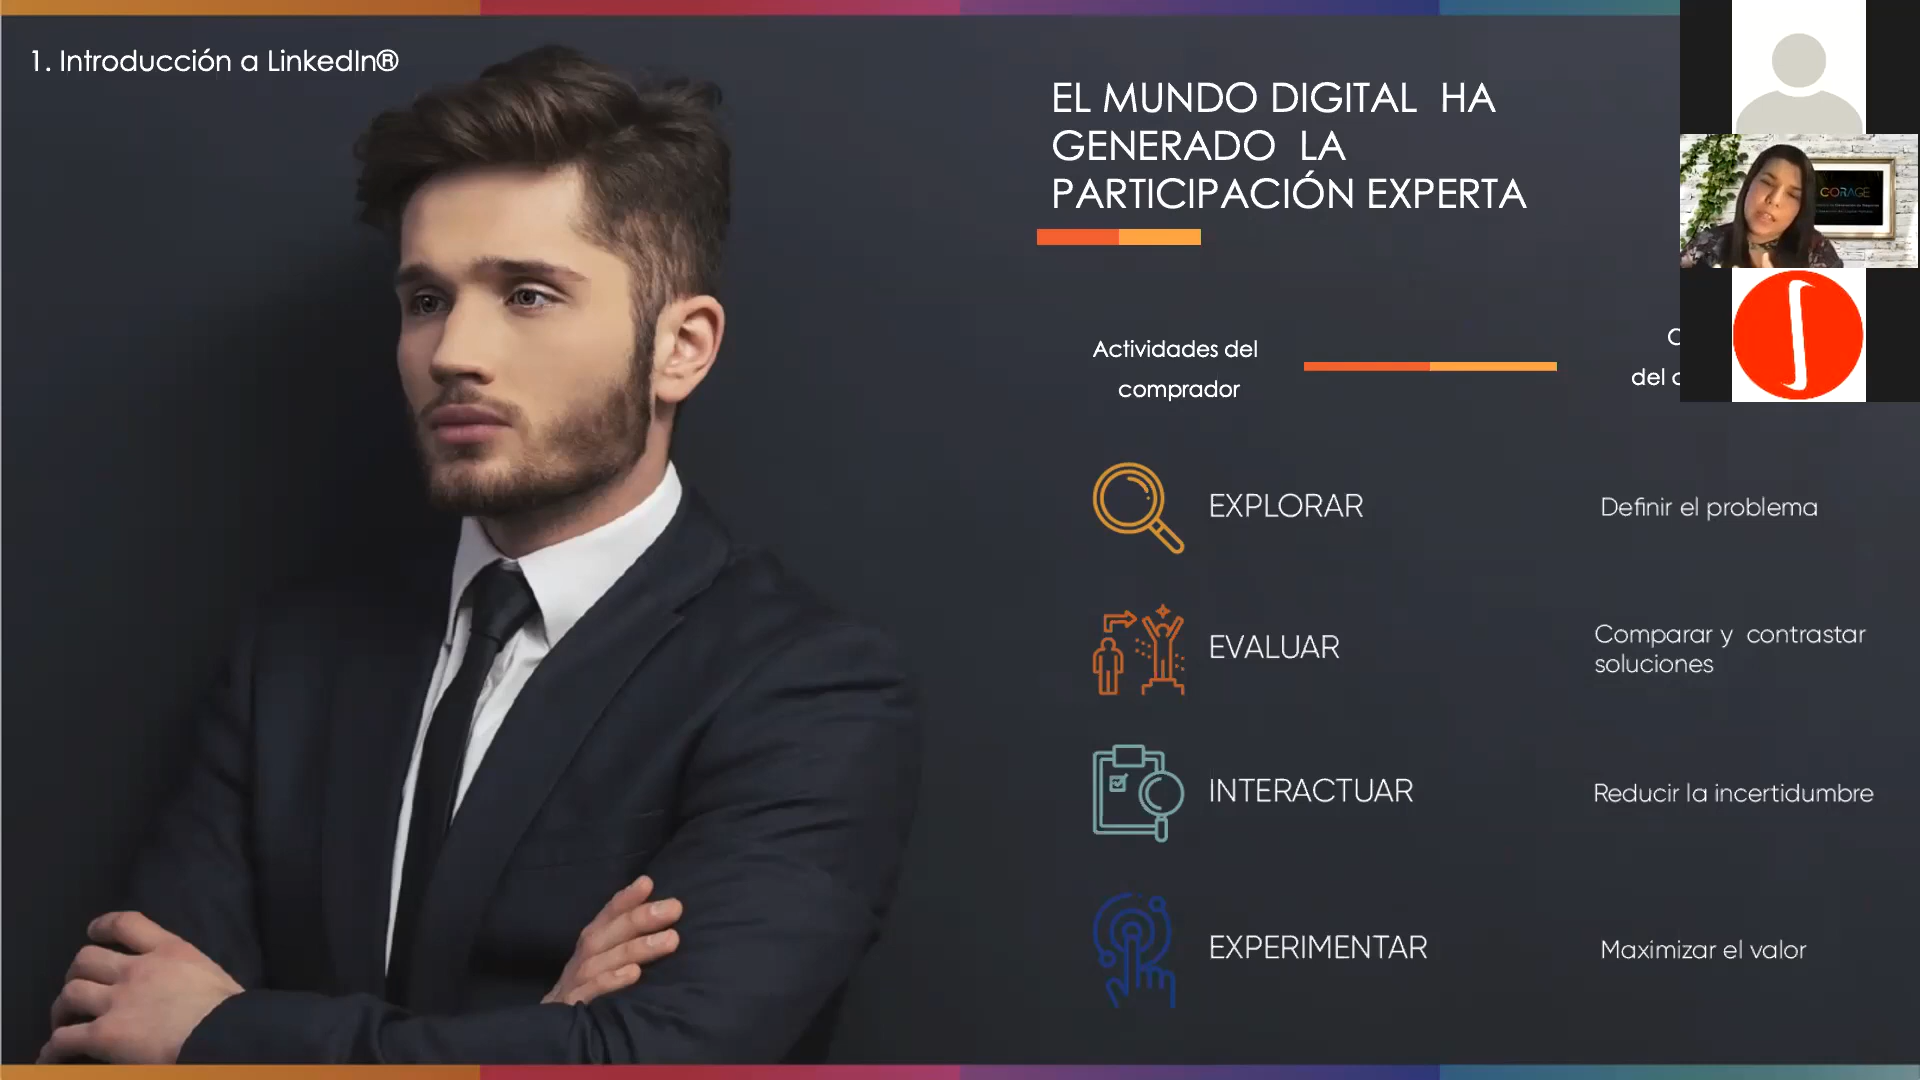 1. Introducción a LinkedIn®
EL MUNDO DIGITAL HA
GENERADO LA
PARTICIPACIÓN EXPERTA
CORAGE
Actividades del
comprador
del
EXPLORAR
Definir el problema
EVALUAR
Comparar y contrastar
soluciones
INTERACTUAR
Reducir la incertidumbre
EXPERIMENTAR
Maximizar el valor